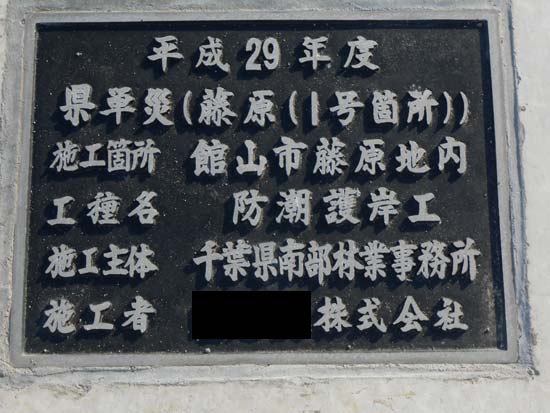 平成29年度
県単災(藤原(1号箇所))
施工箇所 館山市藤原地内
工種名 防潮護岸工
施工主体 千葉県南部林業事務所
施工者 株式会社